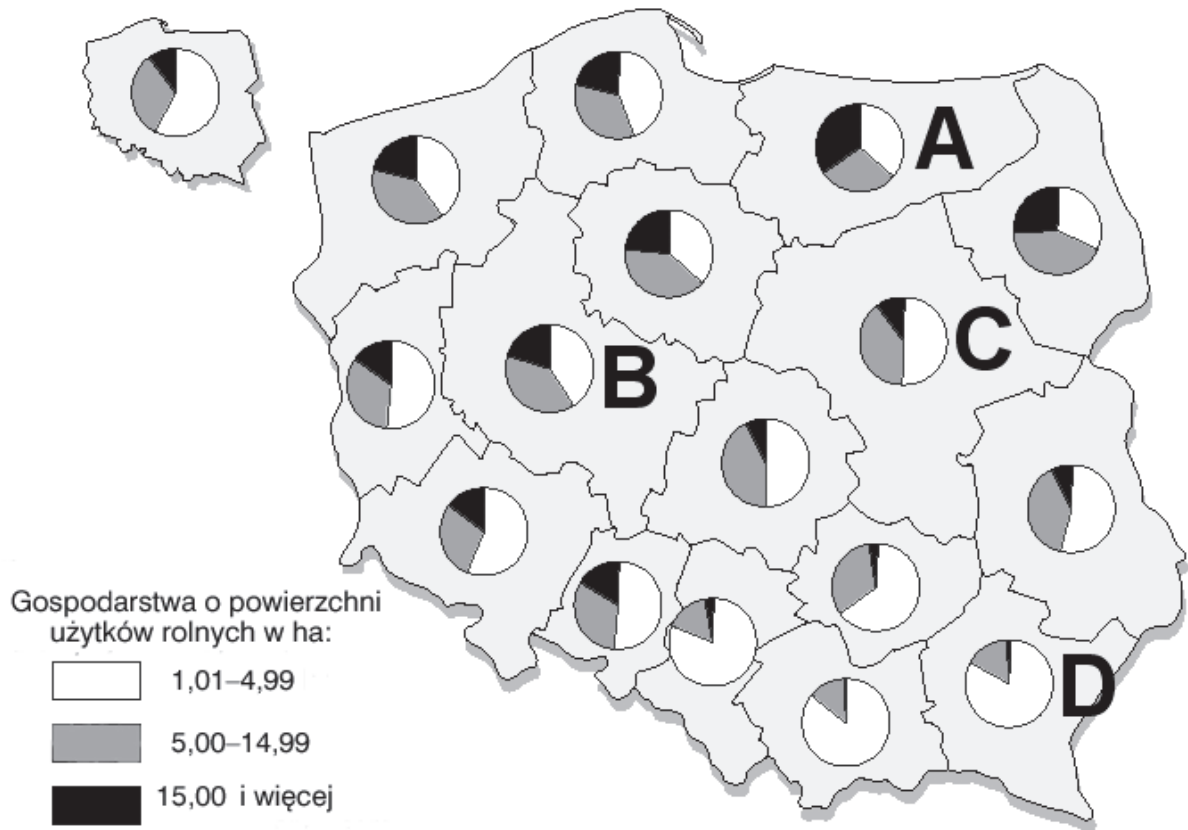 A
B
C
D
Gospodarstwa o powierzchni
użytków rolnych w ha:
1,01–4,99
5,00–14,99
15,00 i więcej